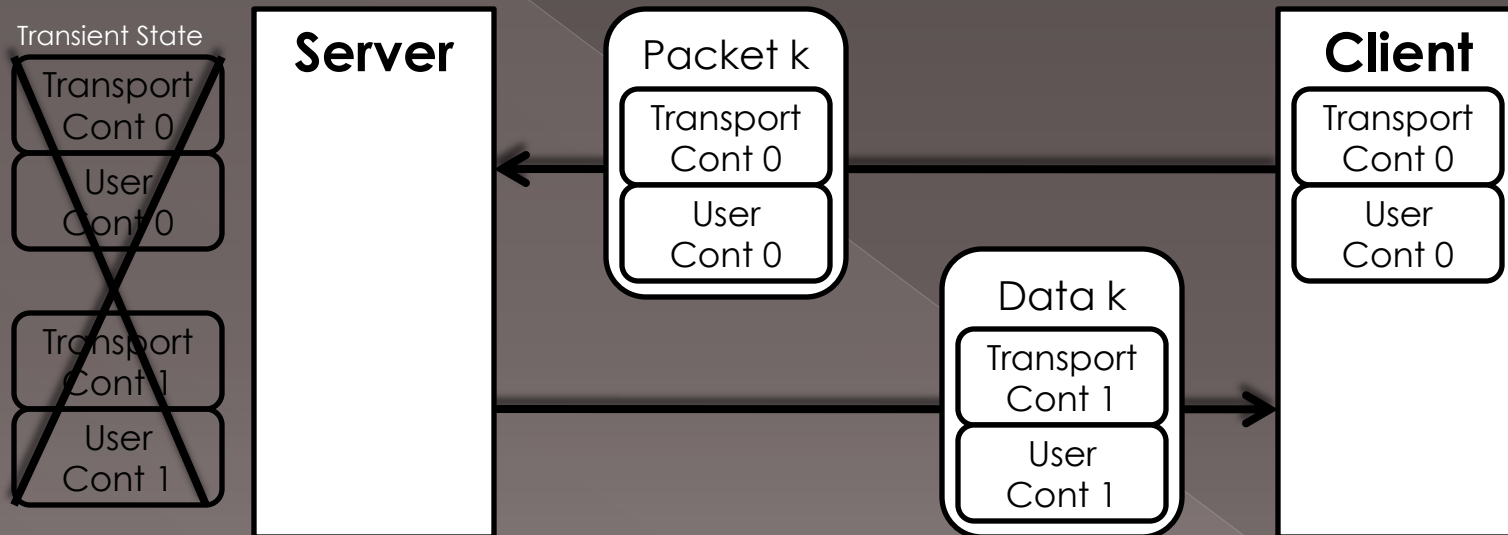 Transient State
Transport
Cont 0
User
Cont 0
Transport
Cont 1
User
Cont 1
Server
Packet k
Transport
Cont 0
User
Cont 0
Data k
Transport
Cont 1
User
Cont 1
Client
Transport
Cont 0
User
Cont 0